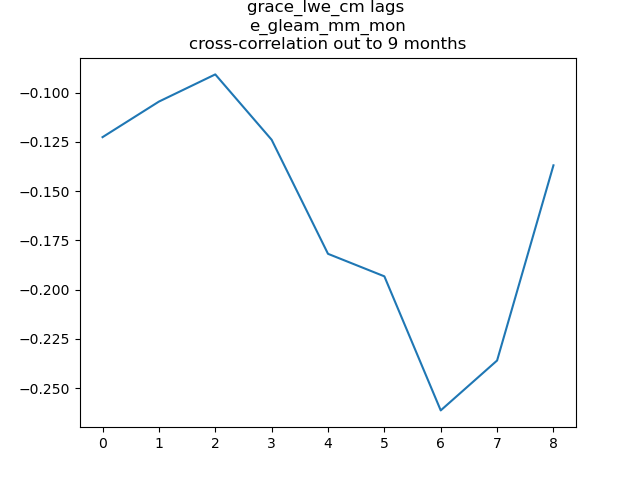 grace_lwe_cm lags
e_gleam_mm_mon
cross-correlation out to 9 months
−0.100
−0.125
−0.150
−0.175
−0.200
−0.225
−0.250
0 1 2 3 4 5 6 7 8